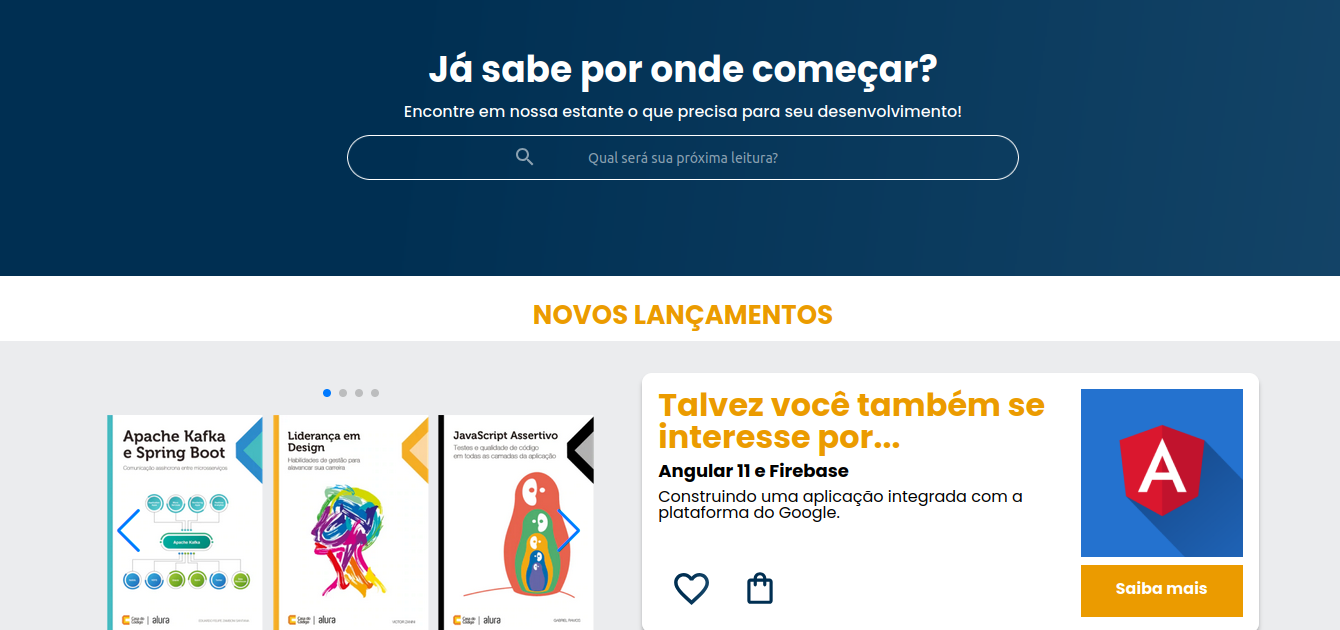 Já sabe por onde começar?
Encontre em nossa estante o que precisa para seu desenvolvimento!
Qual será sua próxima leitura?
NOVOS LANÇAMENTOS
Apache Kafka
e Spring Boot
Comunicação assíncrona entre microsserviços
Apache Kafka
Casa do
Código
alura
Liderança em
Design
Habilidades de gestão para
alavancar sua carreira
Casa do
Código
alura
JavaScript Assertivo
Testes e qualidade de código
em todas as camadas da aplicação
Casa do
Código
alura
GABRIEL RAMOS
Talvez você também se
interesse por...
Angular 11 e Firebase
Construindo uma aplicação integrada com a
plataforma do Google.
A
Saiba mais